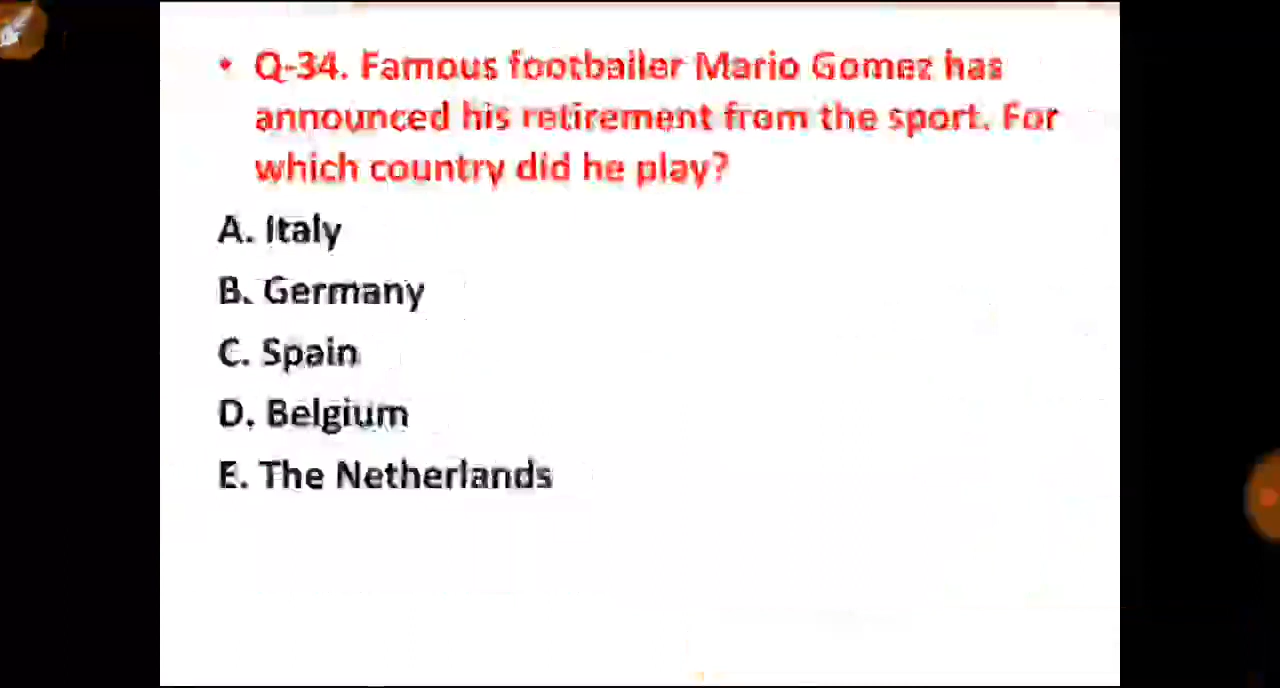 • Q-34. Famous footballer Mario Gomez has
announced his retirement from the sport. For
which country did he play?
A. Italy
B. Germany
C. Spain
D. Belgium
E. The Netherlands